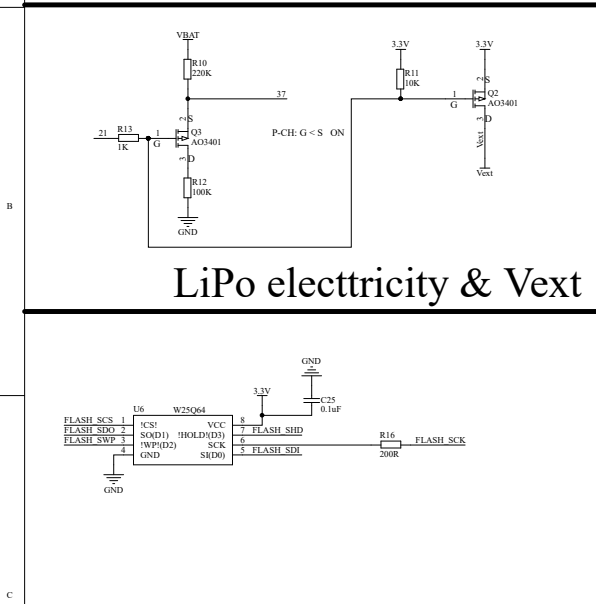 VBAT
R10
220K
37
2
S
Q3
AO3401
21
R13
1K
1
G
3
D
R12
100K
GND
P-CH: G < S ON
3.3V
R11
10K
3.3V
2
S
1
G
Q2
AO3401
3
D
Vext
Vext
B
LiPo electtricity & Vext
GND
3.3V
C25
0.1uF
U6
W25Q64
FLASH_SCS 1 !CS! VCC 8
FLASH_SDO 2 SO(D1) !HOLD!(D3) 7 FLASH_SHD
FLASH_SWP 3 !WP!(D2) SCK 6
4 GND SI(D0) 5 FLASH_SDI
R16
200R
FLASH_SCK
GND
C